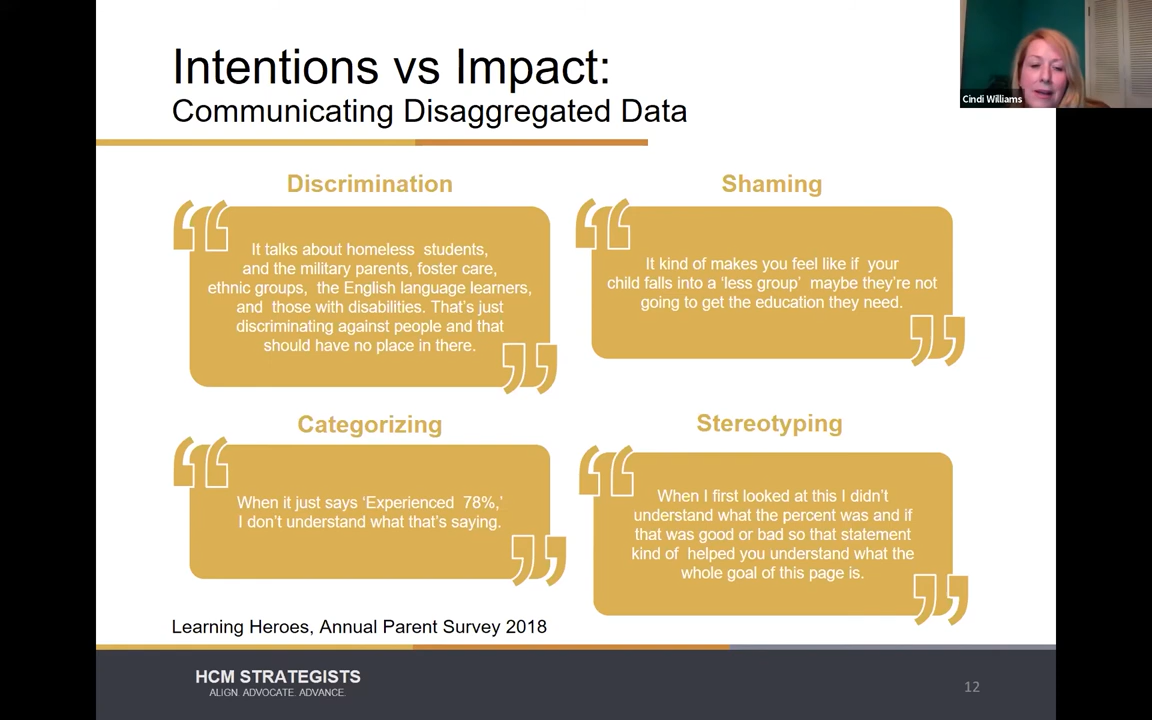 Intentions vs Impact:
Communicating Disaggregated Data
Cindi Williams
Discrimination
It talks about homeless students,
and the military parents, foster care,
ethnic groups, the English language learners,
and those with disabilities. That's just
discriminating against people and that
should have no place in there.
Shaming
It kind of makes you feel like if your
child falls into a 'less group' maybe they're not
going to get the education they need.
Categorizing
When it just says 'Experienced 78%,'
I don't understand what that's saying.
Stereotyping
When I first looked at this I didn't
understand what the percent was and if
that was good or bad so that statement
kind of helped you understand what the
whole goal of this page is.
Learning Heroes, Annual Parent Survey 2018
HCM STRATEGISTS
ALIGN. ADVOCATE. ADVANCE.
12